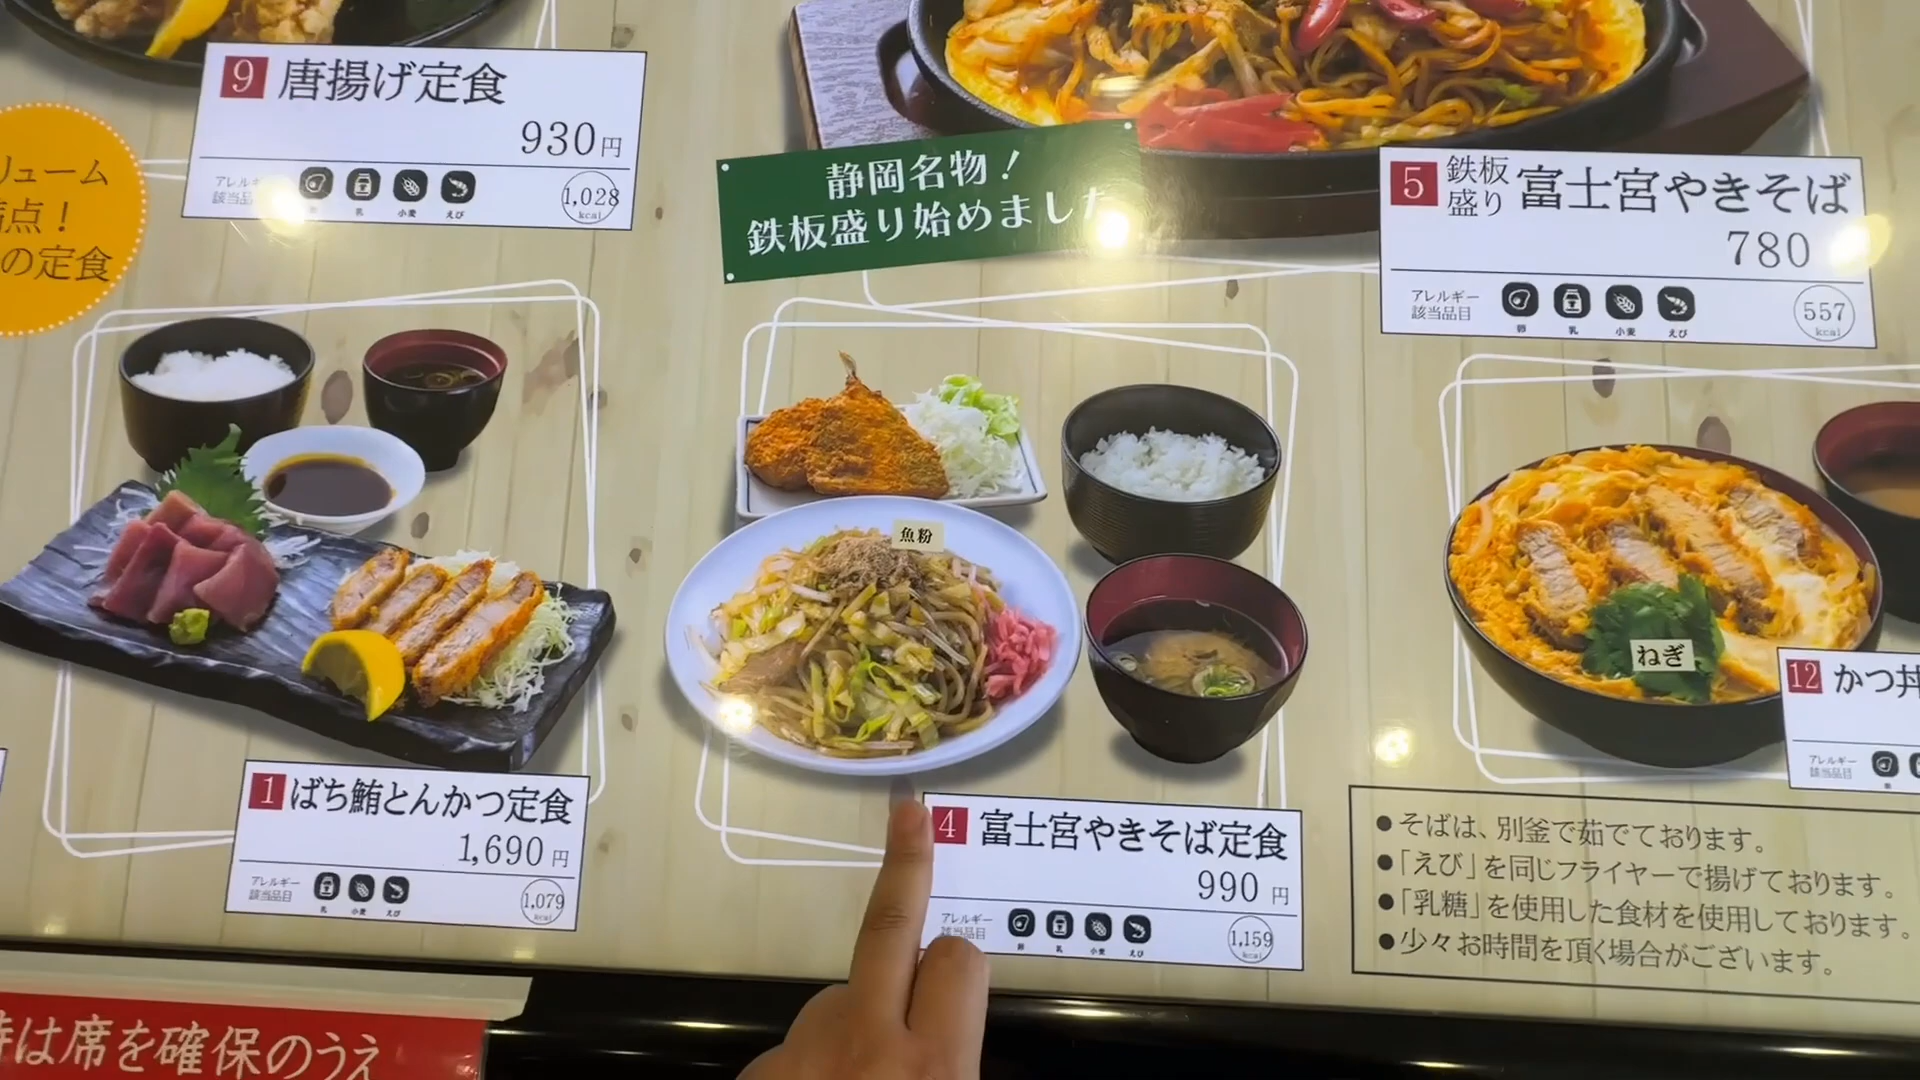 9 唐揚げ定食
930円
アレルギー
該当品目
乳 小麦 えび
1,028
kcal
リューム
点!
の定食
静岡名物!
鉄板盛り始めました
5 鉄板盛り 富士宮やきそば
780
アレルギー
該当品目
卵 乳 小麦 えび
557
kcal
魚粉
ねぎ
1 ばち鮪とんかつ定食
1,690円
アレルギー
該当品目
乳 小麦 えび
1,079
kcal
4 富士宮やきそば定食
990円
アレルギー
該当品目
卵 乳 小麦 えび
1,159
kcal
12 かつ丼
アレルギー
該当品目
●そばは、別釜で茹でております。
●「えび」を同じフライヤーで揚げております。
●「乳糖」を使用した食材を使用しております。
●少々お時間を頂く場合がございます。
は席を確保のうえ